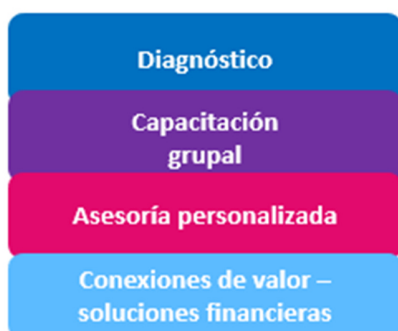 Diagnóstico
Capacitación
grupal
Asesoría personalizada
Conexiones de valor –
soluciones financieras